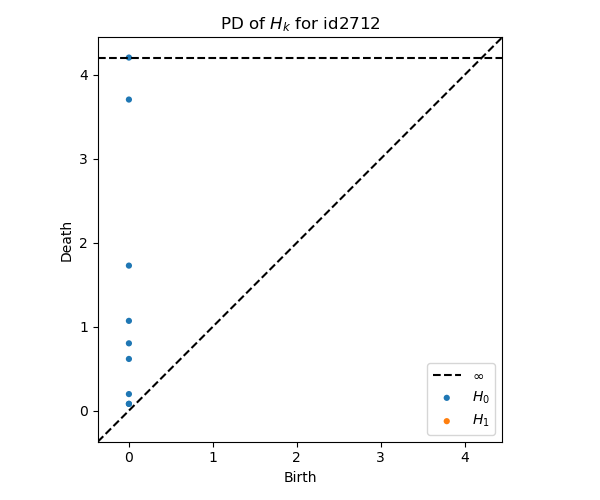 PD of $H_k$ for id2712
Death
4
3
2
1
0
0 1 2 3 4
Birth
∞
$H_0$
$H_1$